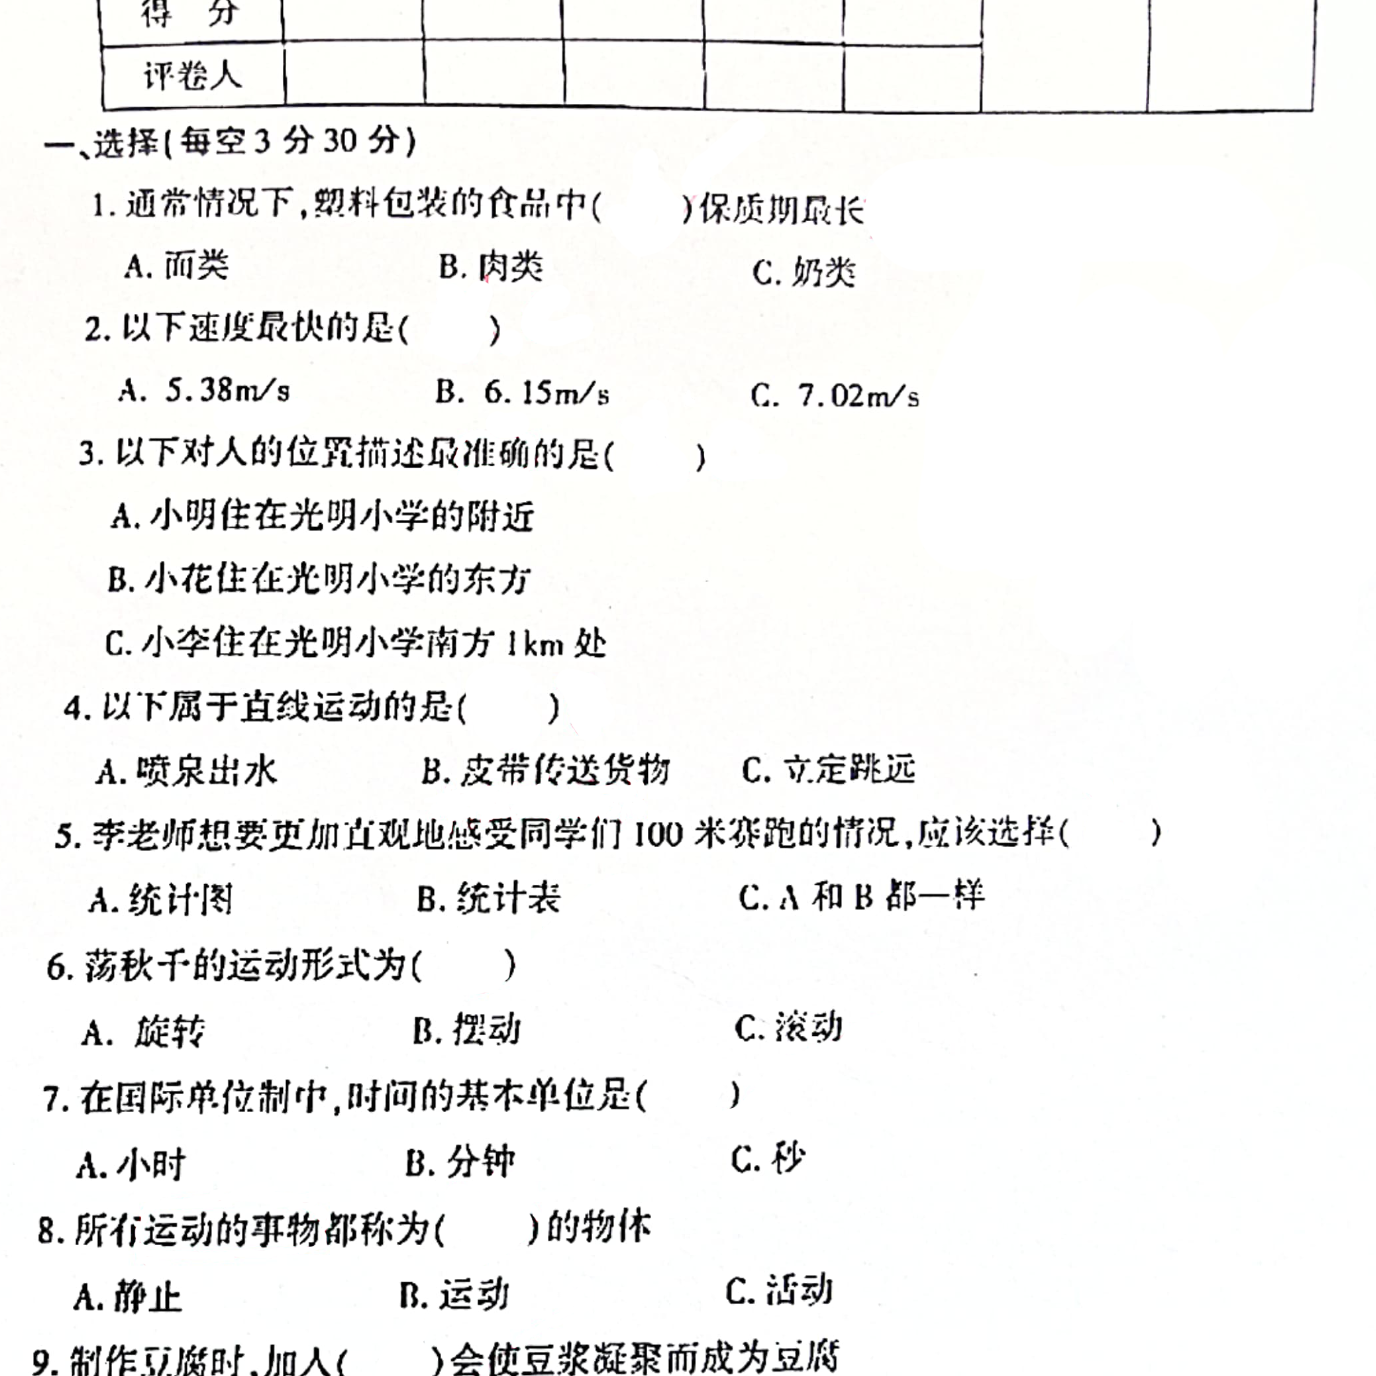 得 分
评卷人
一、选择(每空3分30分)
1. 通常情况下,塑料包装的食品中(    )保质期最长
A. 面类  B. 肉类  C. 奶类
2. 以下速度最快的是(    )
A. 5.38m/s  B. 6.15m/s  C. 7.02m/s
3. 以下对人的位置描述最准确的是(    )
A. 小明住在光明小学的附近
B. 小花住在光明小学的东方
C. 小李住在光明小学南方1km处
4. 以下属于直线运动的是(    )
A. 喷泉出水  B. 皮带传送货物  C. 立定跳远
5. 李老师想要更加直观地感受同学们100米赛跑的情况,应该选择(    )
A. 统计图  B. 统计表  C. A和B都一样
6. 荡秋千的运动形式为(    )
A. 旋转  B. 摆动  C. 滚动
7. 在国际单位制中,时间的基本单位是(    )
A. 小时  B. 分钟  C. 秒
8. 所有运动的事物都称为(    )的物体
A. 静止  B. 运动  C. 活动
9. 制作豆腐时,加入(    )会使豆浆凝聚而成为豆腐